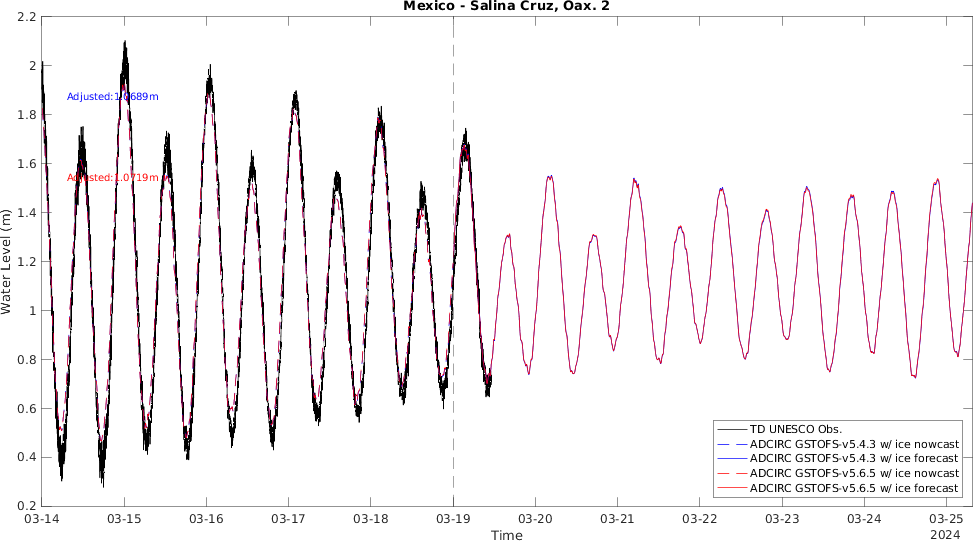 Mexico - Salina Cruz, Oax. 2
2.2
2
1.8
1.6
1.4
1.2
1
0.8
0.6
0.4
0.2
Water Level (m)
Adjusted:1.0689m
Adjusted:1.0719m
TD UNESCO Obs.
ADCIRC GSTOFS-v5.4.3 w/ ice nowcast
ADCIRC GSTOFS-v5.4.3 w/ ice forecast
ADCIRC GSTOFS-v5.6.5 w/ ice nowcast
ADCIRC GSTOFS-v5.6.5 w/ ice forecast
03-14 03-15 03-16 03-17 03-18 03-19 03-20 03-21 03-22 03-23 03-24 03-25
Time
2024